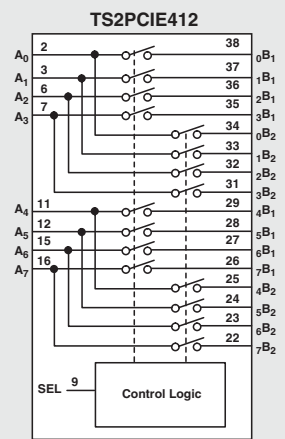 TS2PCIE412
A0 2 38 0B1
A1 3 37 1B1
A2 6 36 2B1
A3 7 35 3B1
34 0B2
33 1B2
32 2B2
31 3B2
A4 11 29 4B1
A5 12 28 5B1
A6 15 27 6B1
A7 16 26 7B1
25 4B2
24 5B2
23 6B2
22 7B2
SEL 9 Control Logic